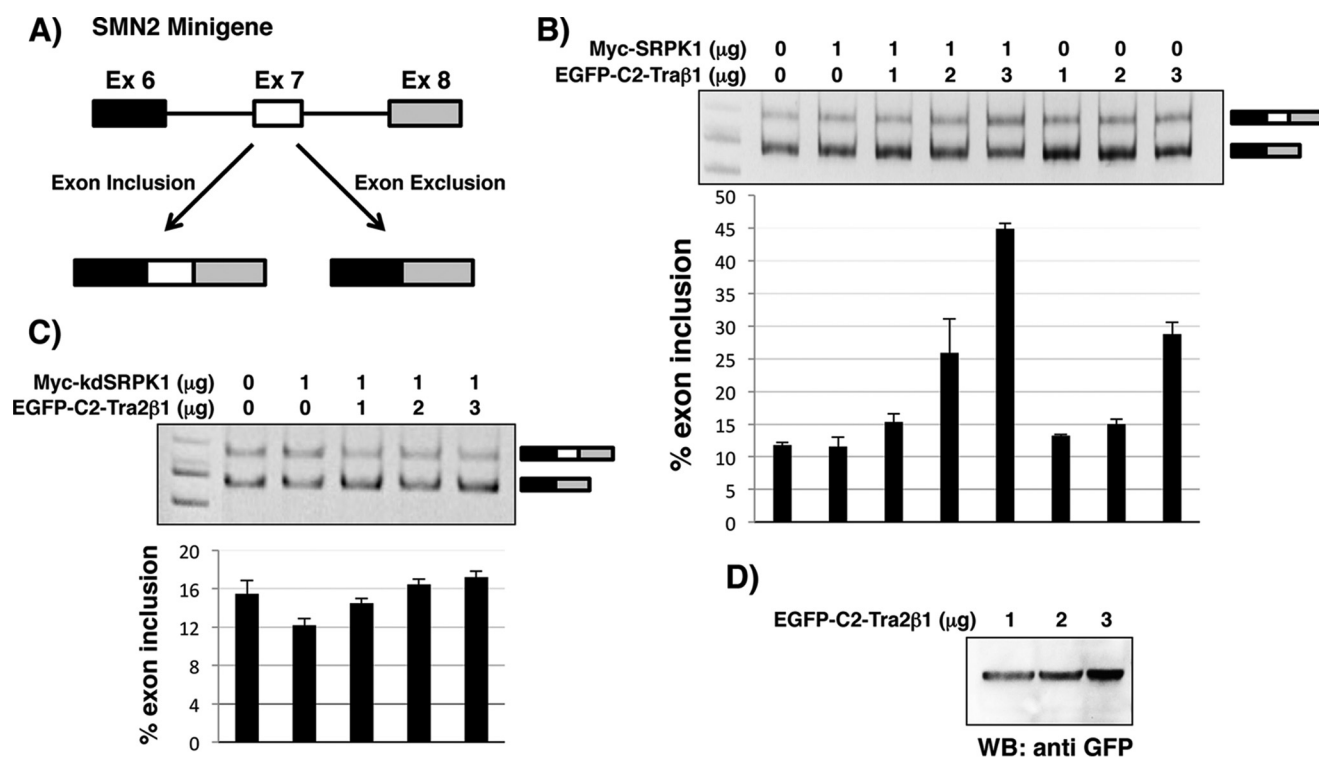 A) SMN2 Minigene
Ex 6 Ex 7 Ex 8
Exon Inclusion Exon Exclusion
B)
Myc-SRPK1 (µg) 0 1 1 1 1 0 0 0
EGFP-C2-Traβ1 (µg) 0 0 1 2 3 1 2 3
% exon inclusion
50
45
40
35
30
25
20
15
10
5
0
C)
Myc-kdSRPK1 (µg) 0 1 1 1 1
EGFP-C2-Tra2β1 (µg) 0 0 1 2 3
% exon inclusion
20
16
12
8
4
0
D)
EGFP-C2-Tra2β1 (µg) 1 2 3
WB: anti GFP